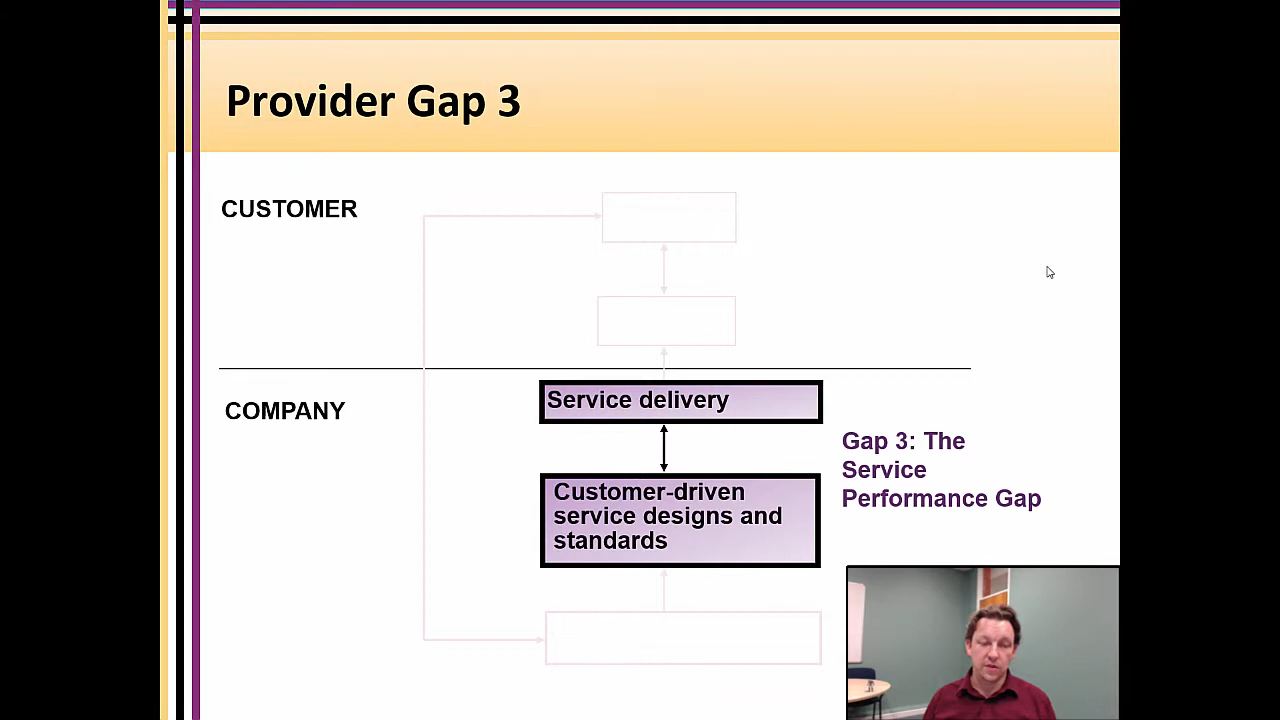 Provider Gap 3
CUSTOMER
COMPANY
Service delivery
Gap 3: The
Service
Performance Gap
Customer-driven
service designs and
standards